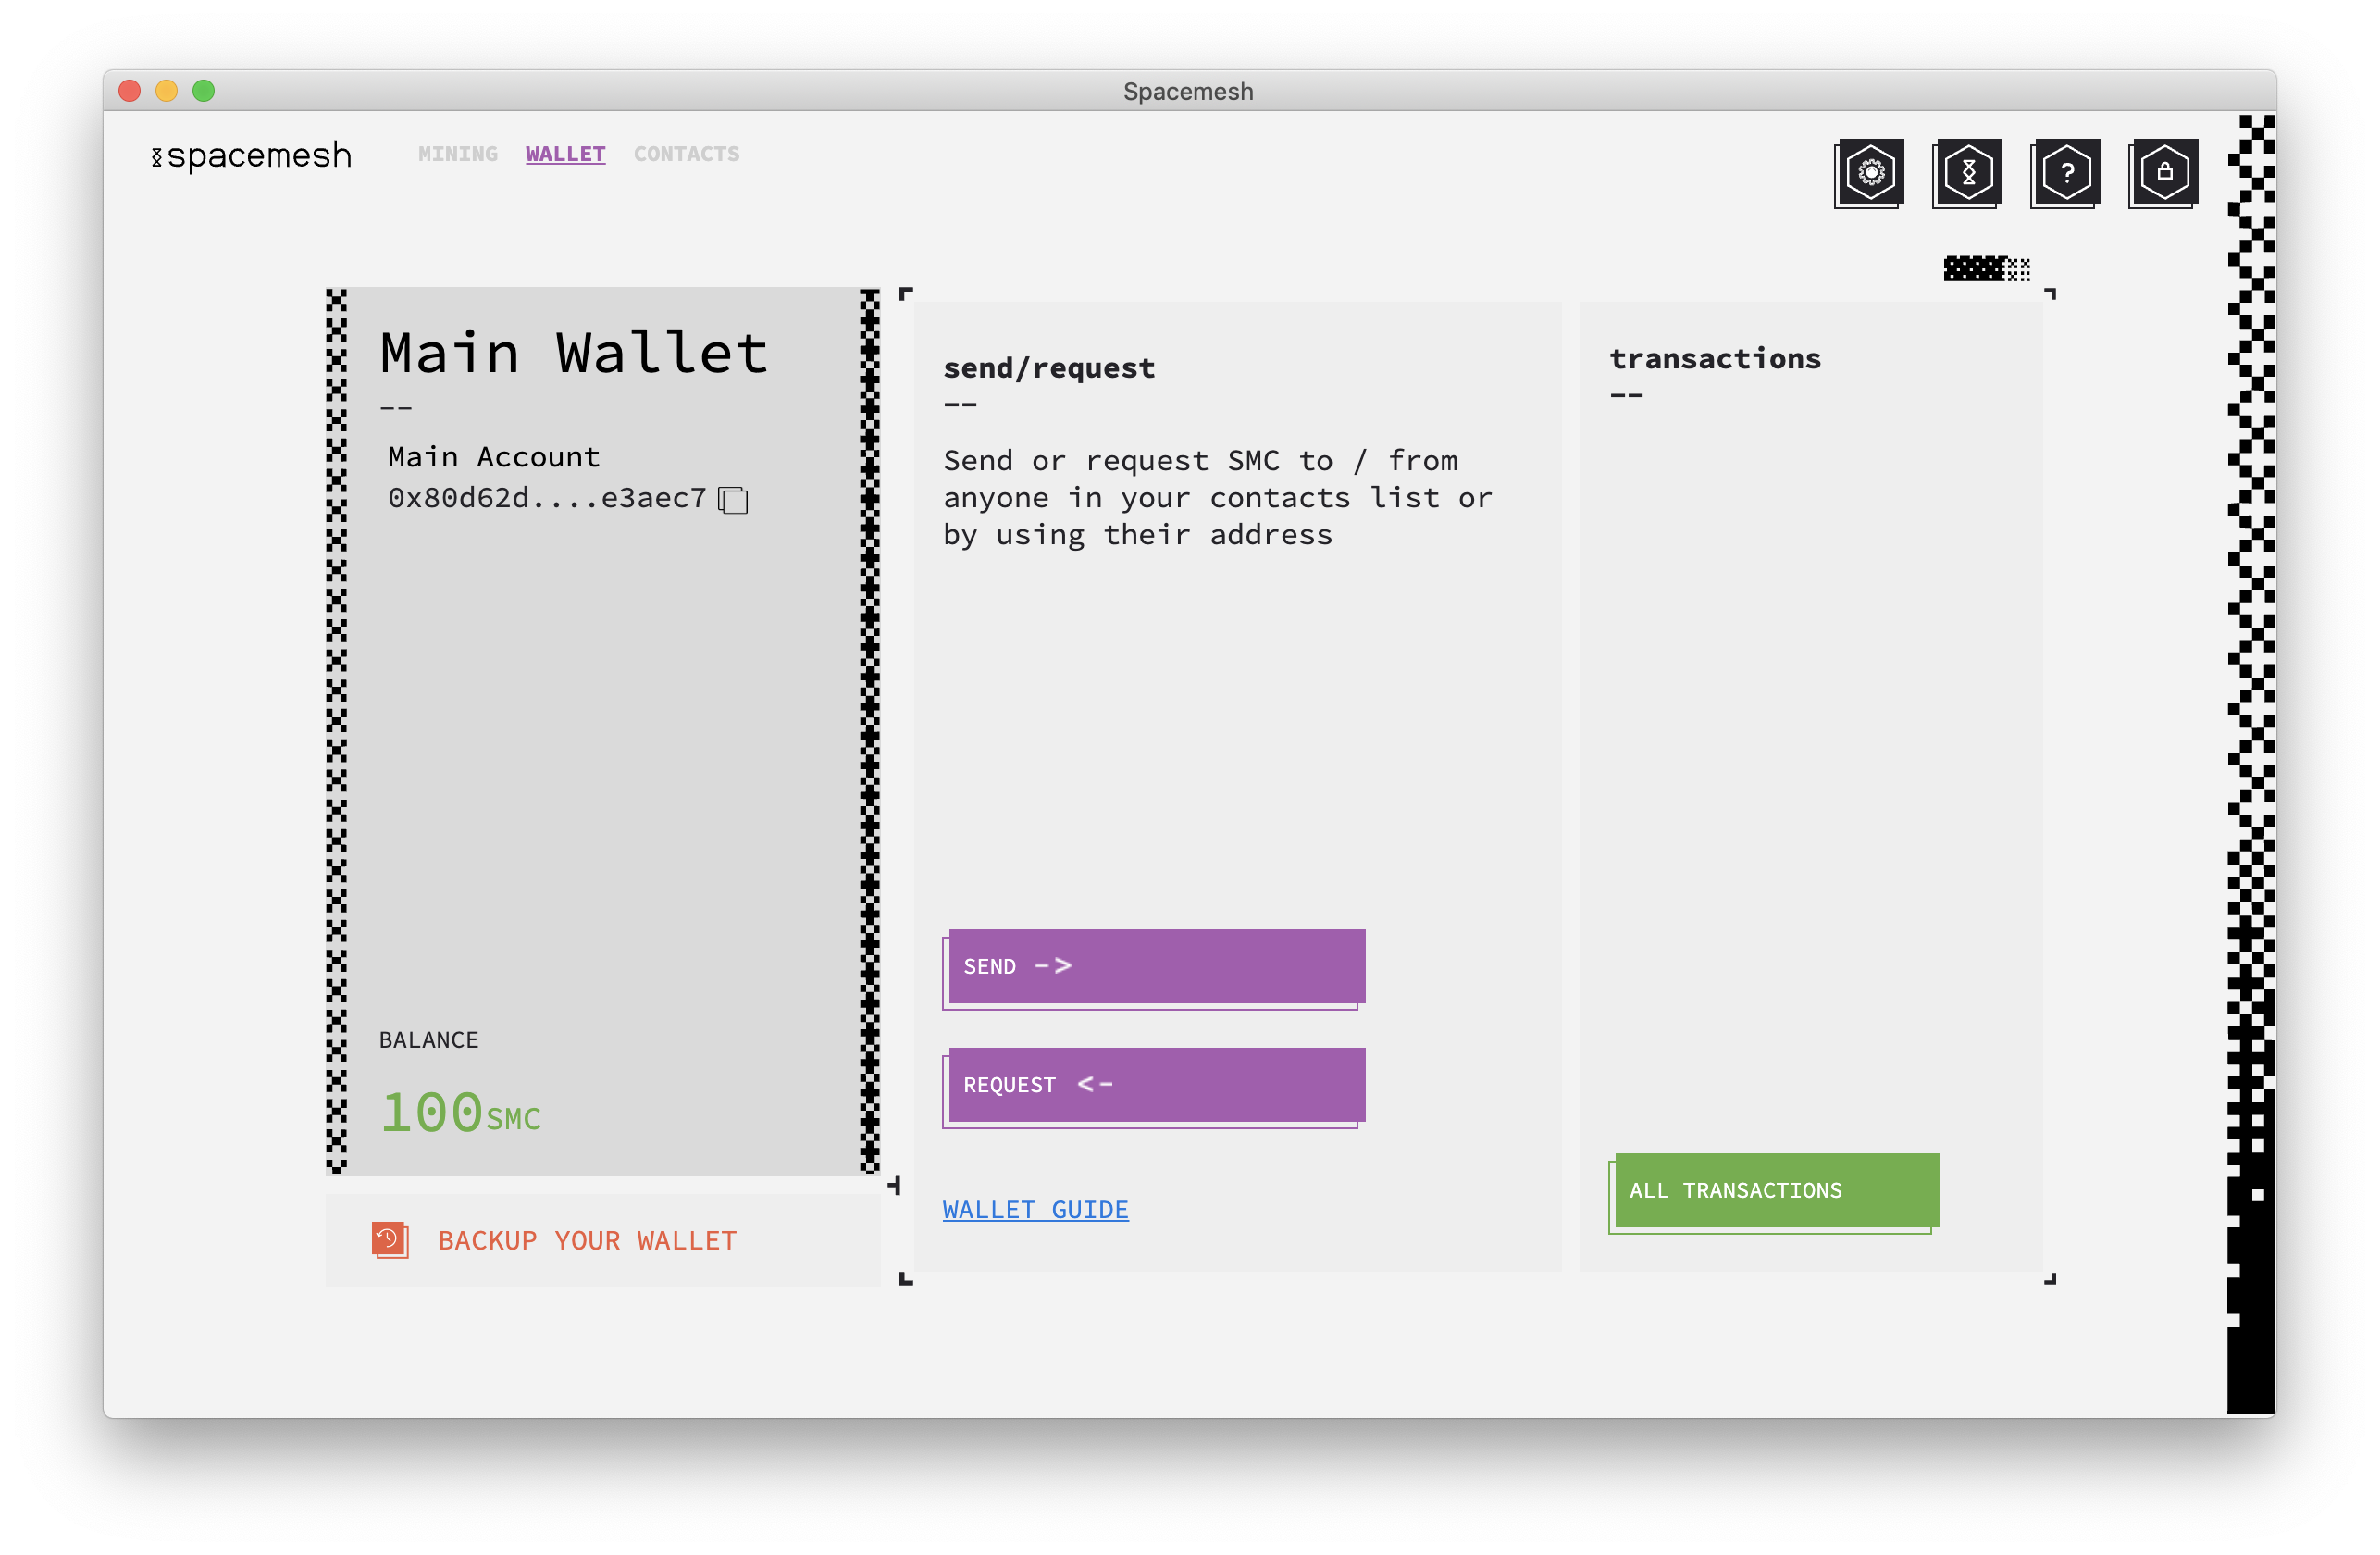 Spacemesh
spacemesh
MINING WALLET CONTACTS
?
Main Wallet
--
Main Account
0x80d62d....e3aec7
BALANCE
100SMC
BACKUP YOUR WALLET
send/request
--
Send or request SMC to / from
anyone in your contacts list or
by using their address
SEND ->
REQUEST <-
WALLET GUIDE
transactions
--
ALL TRANSACTIONS